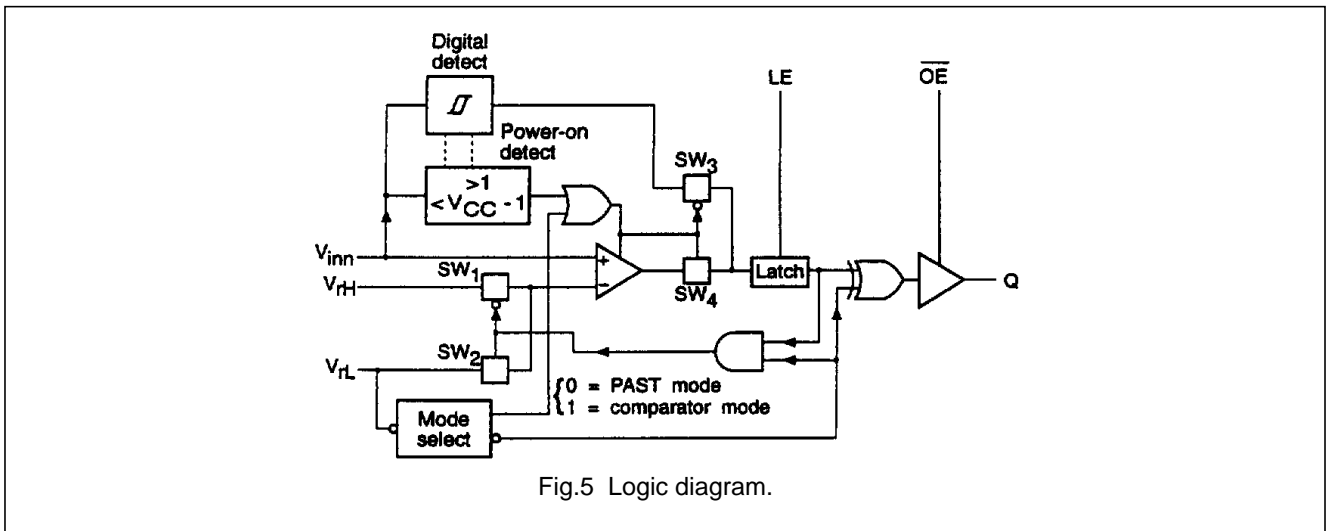 Digital
detect
LE
OE
Power-on
detect
>1
< VCC - 1
SW3
Vinn
SW1
VrH
+
-
SW4
Latch
Q
SW2
VrL
{0 = PAST mode
1 = comparator mode
Mode
select
Fig.5 Logic diagram.